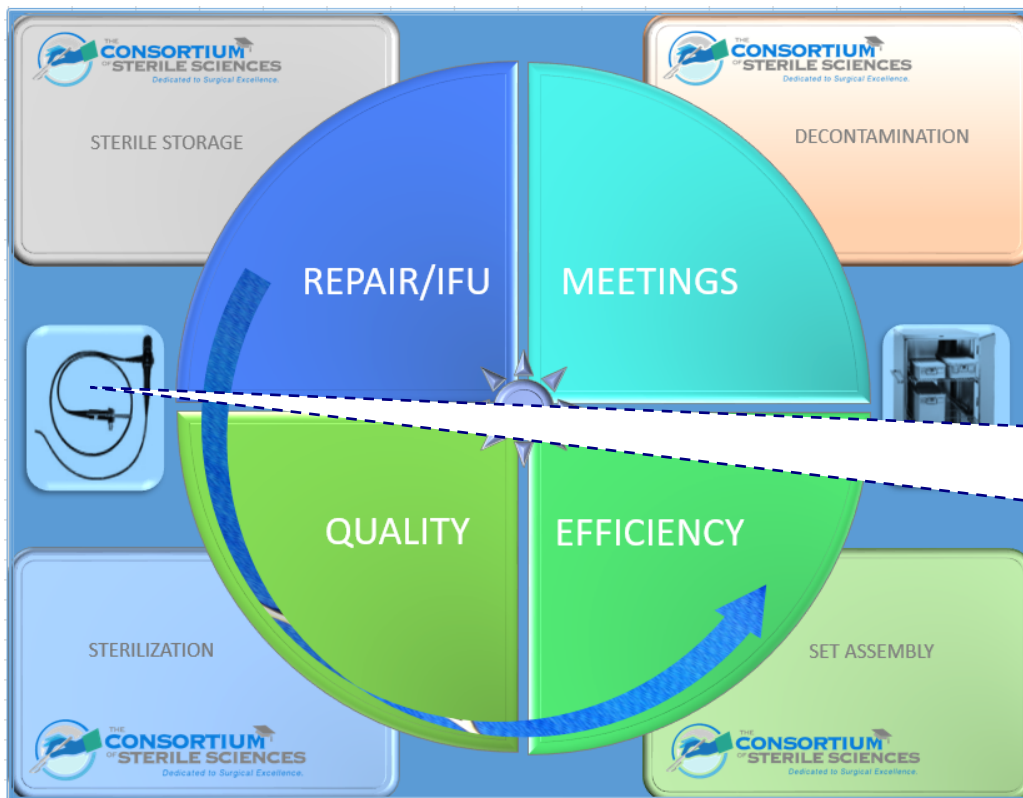 THE
CONSORTIUM
OF STERILE SCIENCES
Dedicated to Surgical Excellence.
STERILE STORAGE
THE
CONSORTIUM
OF STERILE SCIENCES
Dedicated to Surgical Excellence.
DECONTAMINATION
REPAIR/IFU
MEETINGS
QUALITY
EFFICIENCY
STERILIZATION
THE
CONSORTIUM
OF STERILE SCIENCES
Dedicated to Surgical Excellence.
SET ASSEMBLY
THE
CONSORTIUM
OF STERILE SCIENCES
Dedicated to Surgical Excellence.